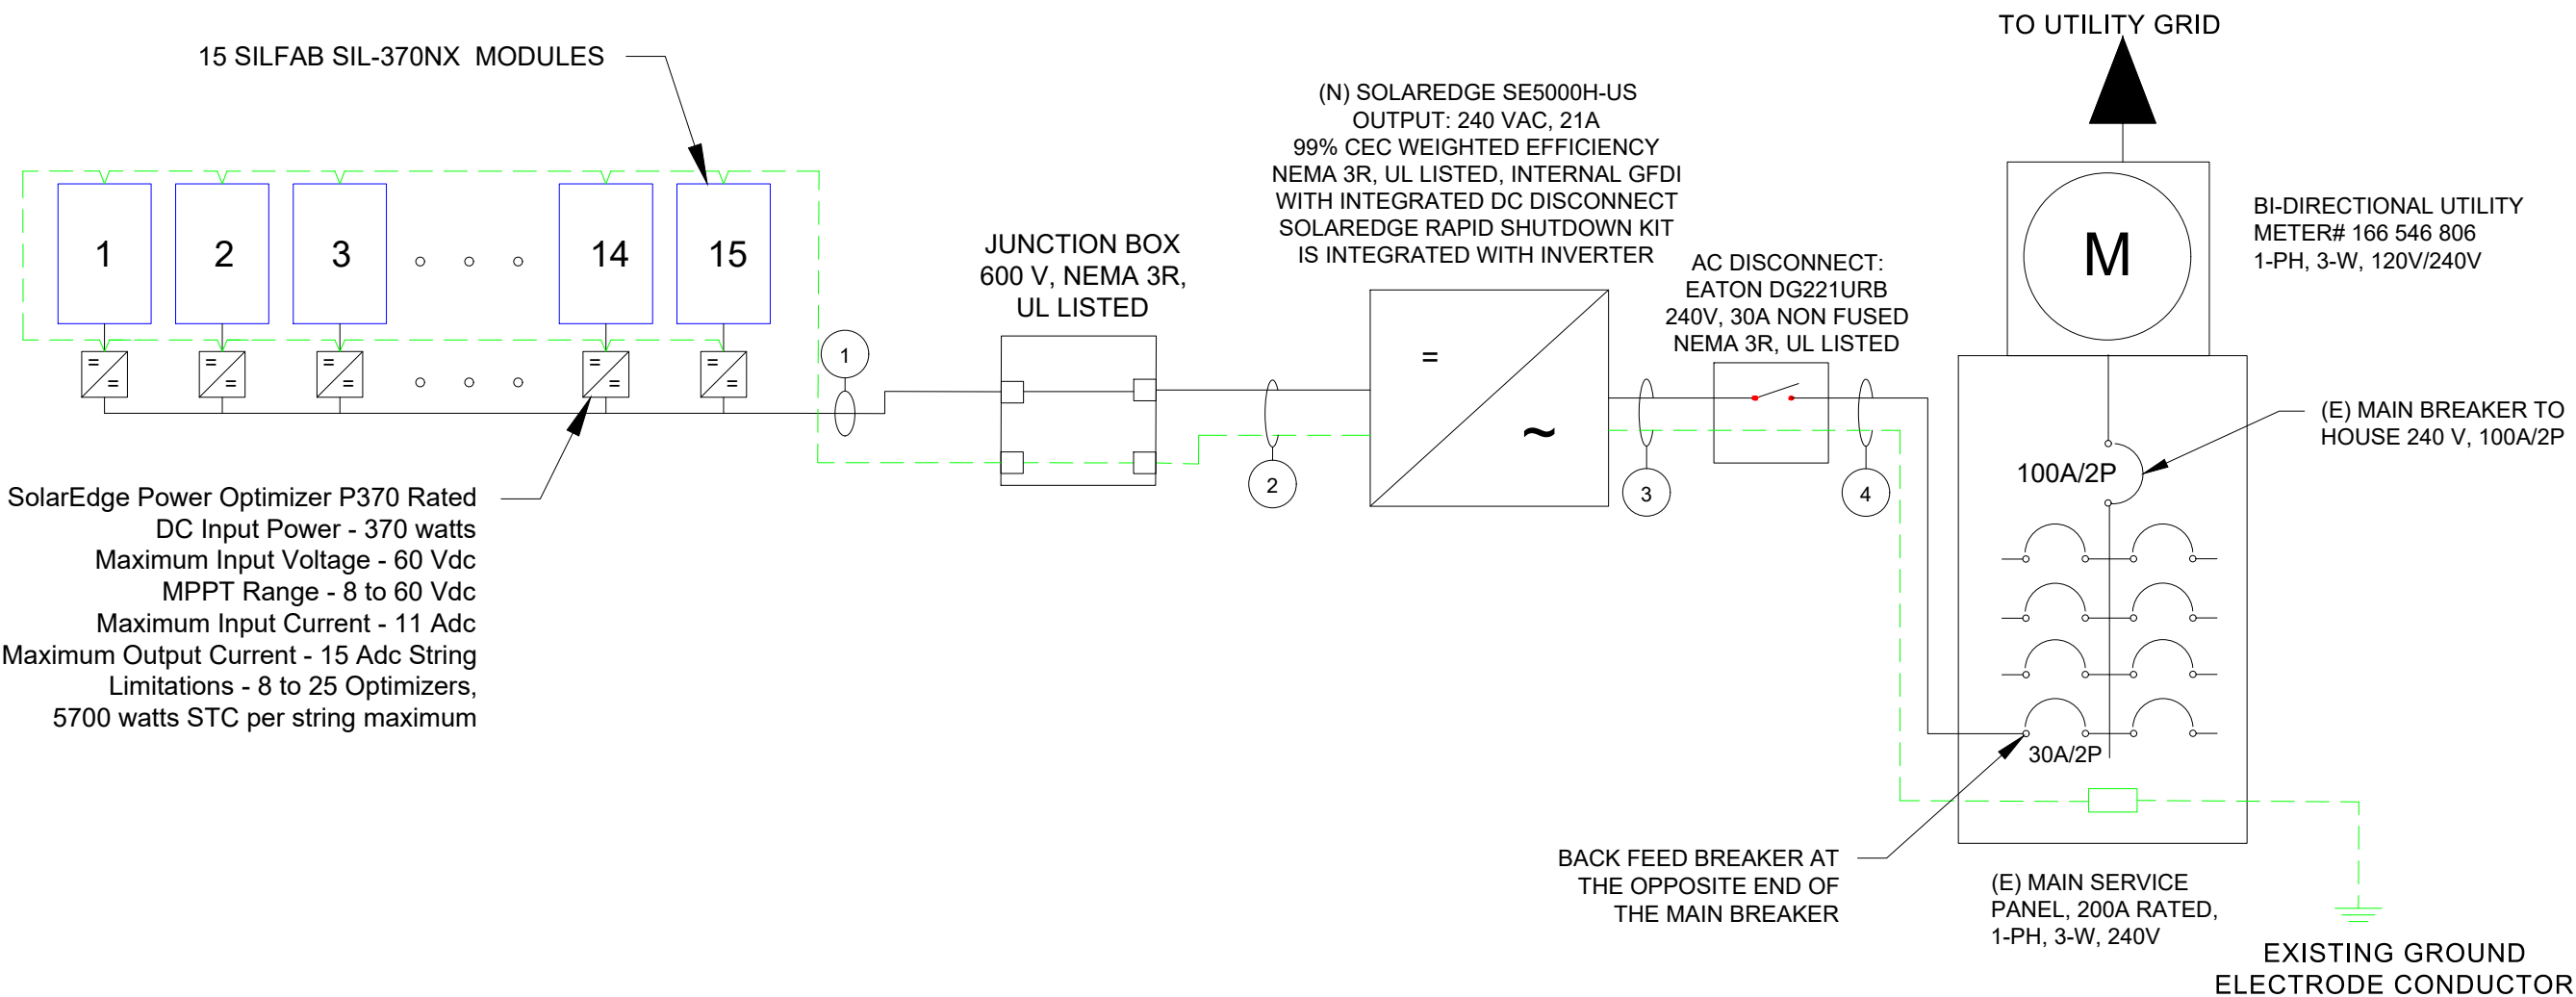 TO UTILITY GRID
15 SILFAB SIL-370NX MODULES
(N) SOLAREDGE SE5000H-US
OUTPUT: 240 VAC, 21A
99% CEC WEIGHTED EFFICIENCY
NEMA 3R, UL LISTED, INTERNAL GFDI
WITH INTEGRATED DC DISCONNECT
SOLAREDGE RAPID SHUTDOWN KIT
IS INTEGRATED WITH INVERTER
BI-DIRECTIONAL UTILITY
METER# 166 546 806
1-PH, 3-W, 120V/240V
M
1 2 3 14 15
JUNCTION BOX
600 V, NEMA 3R,
UL LISTED
AC DISCONNECT:
EATON DG221URB
240V, 30A NON FUSED
NEMA 3R, UL LISTED
= = = = =
= = = = =
1
=
~
2
3
4
(E) MAIN BREAKER TO
HOUSE 240 V, 100A/2P
100A/2P
SolarEdge Power Optimizer P370 Rated
DC Input Power - 370 watts
Maximum Input Voltage - 60 Vdc
MPPT Range - 8 to 60 Vdc
Maximum Input Current - 11 Adc
Maximum Output Current - 15 Adc String
Limitations - 8 to 25 Optimizers,
5700 watts STC per string maximum
30A/2P
BACK FEED BREAKER AT
THE OPPOSITE END OF
THE MAIN BREAKER
(E) MAIN SERVICE
PANEL, 200A RATED,
1-PH, 3-W, 240V
EXISTING GROUND
ELECTRODE CONDUCTOR